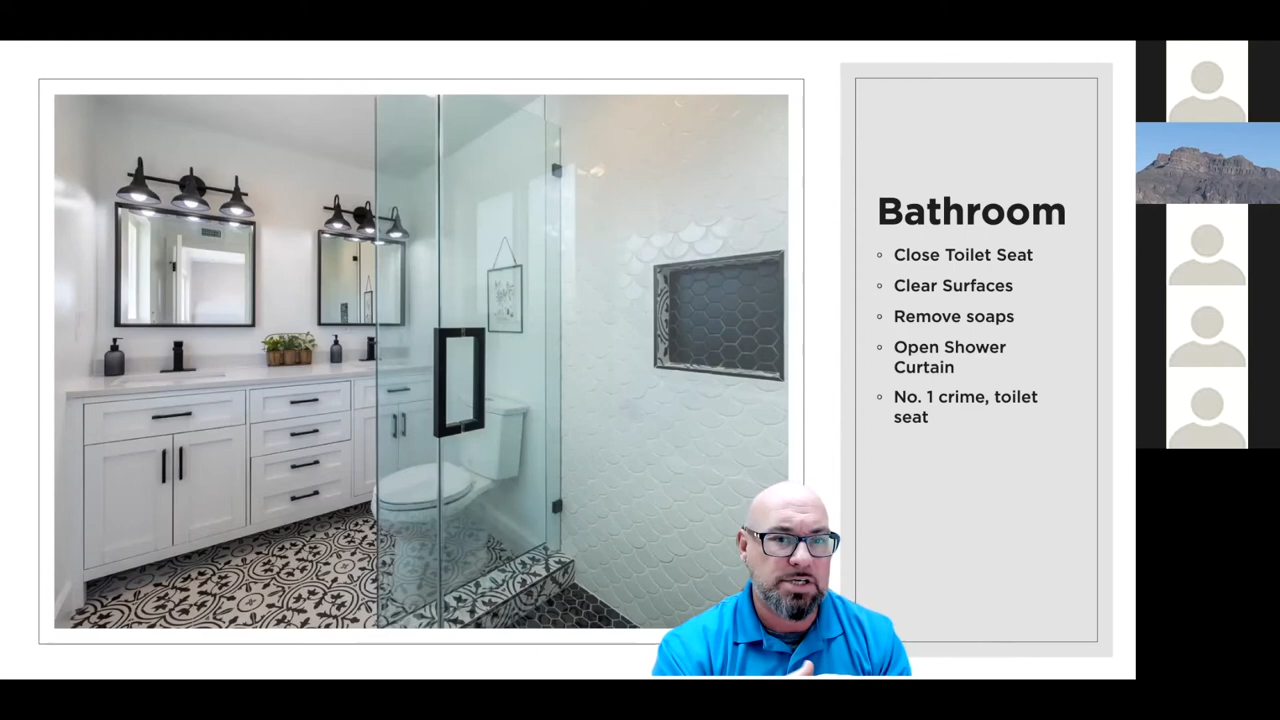 Bathroom
Close Toilet Seat
Clear Surfaces
Remove soaps
Open Shower
Curtain
No. 1 crime, toilet
seat